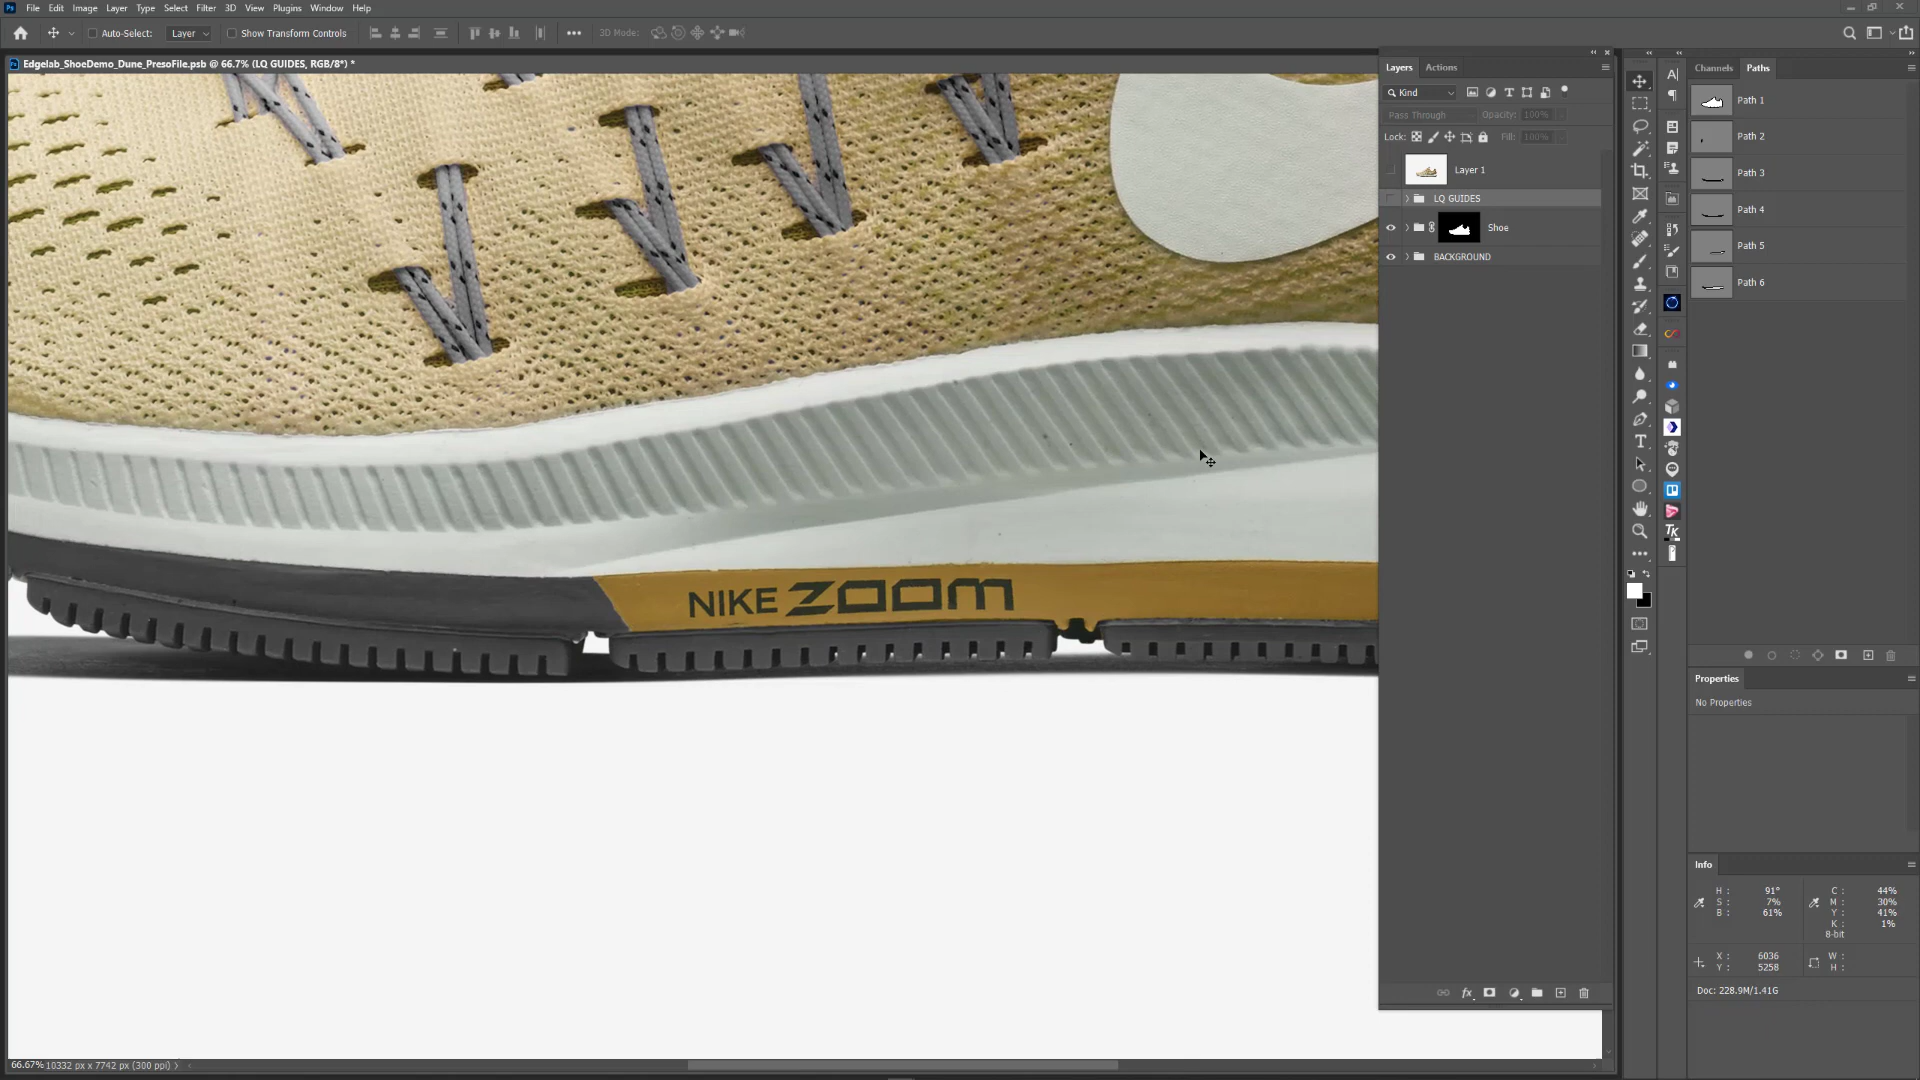 Ps File Edit Image Layer Type Select Filter 3D View Plugins Window Help
Auto-Select: Layer Show Transform Controls ••• 3D Mode:
Edgelab_ShoeDemo_Dune_PresoFile.psb @ 66.7% (LQ GUIDES, RGB/8*) *
Layers Actions
Kind
Pass Through Opacity: 100%
Lock: Fill: 100%
Layer 1
LQ GUIDES
Shoe
BACKGROUND
fx
Channels Paths
Path 1
Path 2
Path 3
Path 4
Path 5
Path 6
TK
Properties
No Properties
Info
H: 91° C: 44%
S: 7% M: 30%
B: 61% Y: 41%
K: 1%
8-bit
X: 6036 W:
Y: 5258 H:
Doc: 228.9M/1.41G
NIKE ZOOM
66.67% 10332 px x 7742 px (300 ppi)